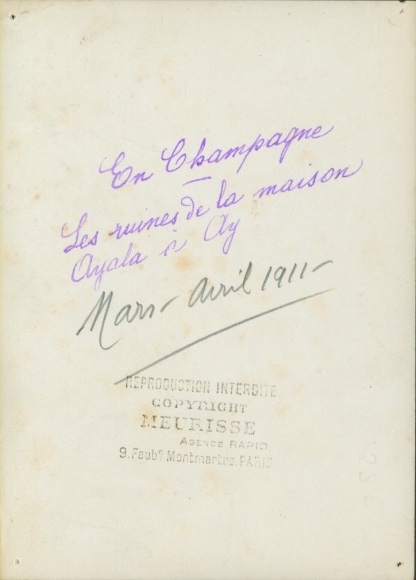 En Champagne
—
Les ruines de la maison
Ayala à Ay
Mars - Avril 1911 -
REPRODUCTION INTERDITE
COPYRIGHT
MEURISSE
AGENCE RAPID
9. Faubg Montmartre, PARIS